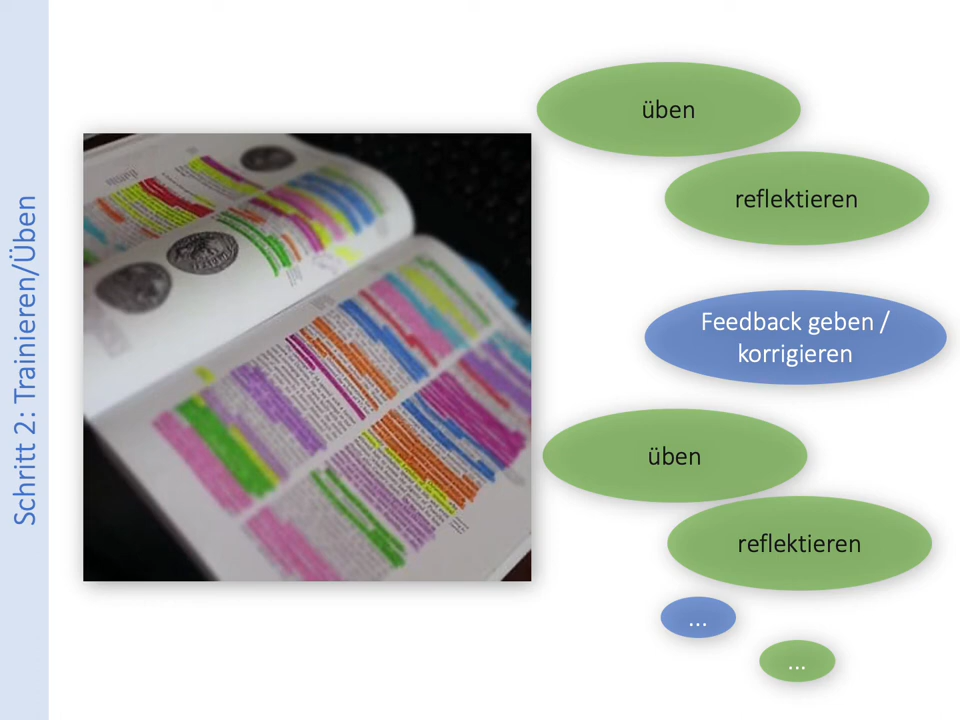 Schritt 2: Trainieren/Üben
üben
reflektieren
Feedback geben /
korrigieren
üben
reflektieren
...
...